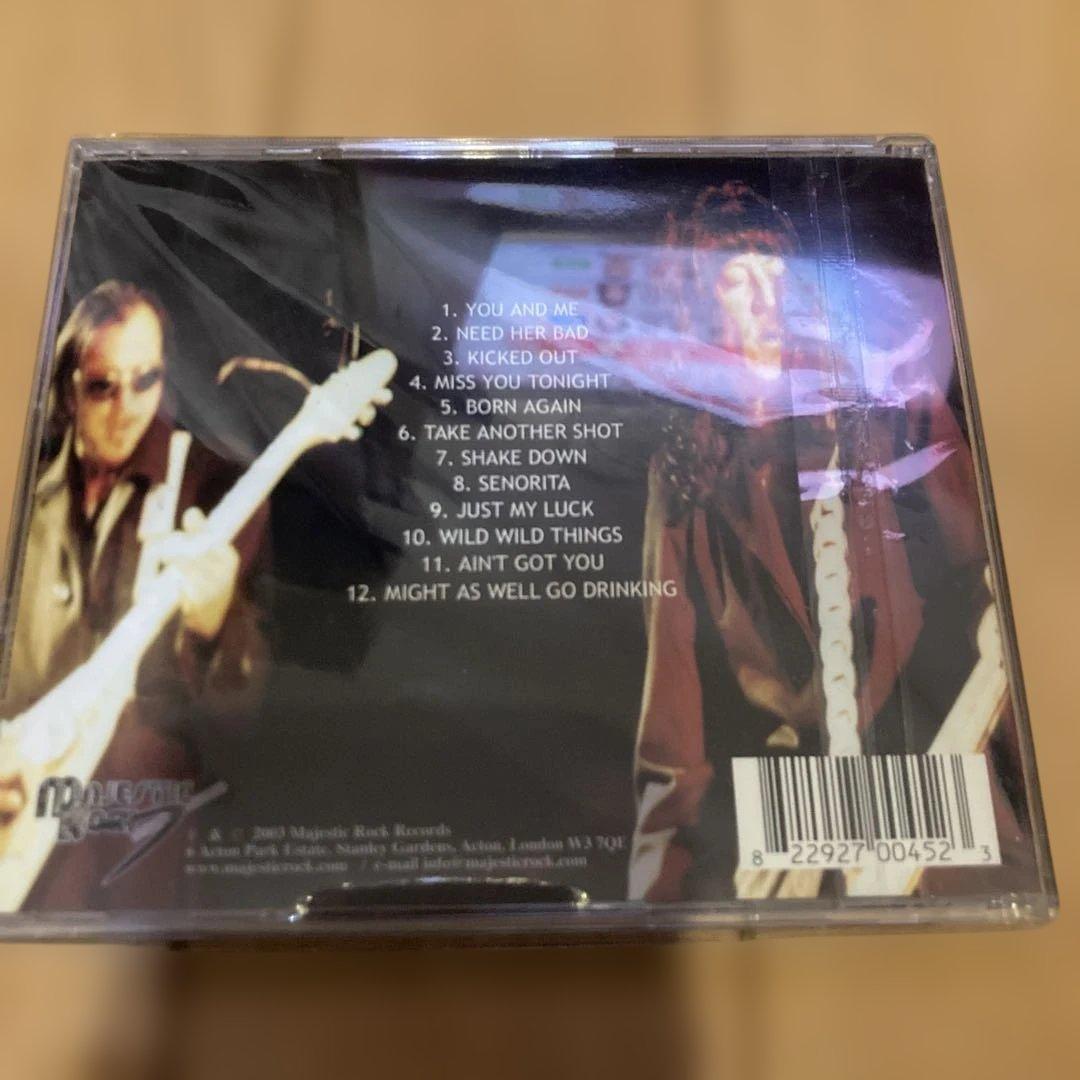 1. YOU AND ME
2. NEED HER BAD
3. KICKED OUT
4. MISS YOU TONIGHT
5. BORN AGAIN
6. TAKE ANOTHER SHOT
7. SHAKE DOWN
8. SENORITA
9. JUST MY LUCK
10. WILD WILD THINGS
11. AIN'T GOT YOU
12. MIGHT AS WELL GO DRINKING
MAJESTIC
ROCK
& © 2003 Majestic Rock Records
6 Acton Park Estate, Stanley Gardens, Acton, London W3 7QE
www.majesticrock.com / e-mail info@majesticrock.com
8 22927 00452 3